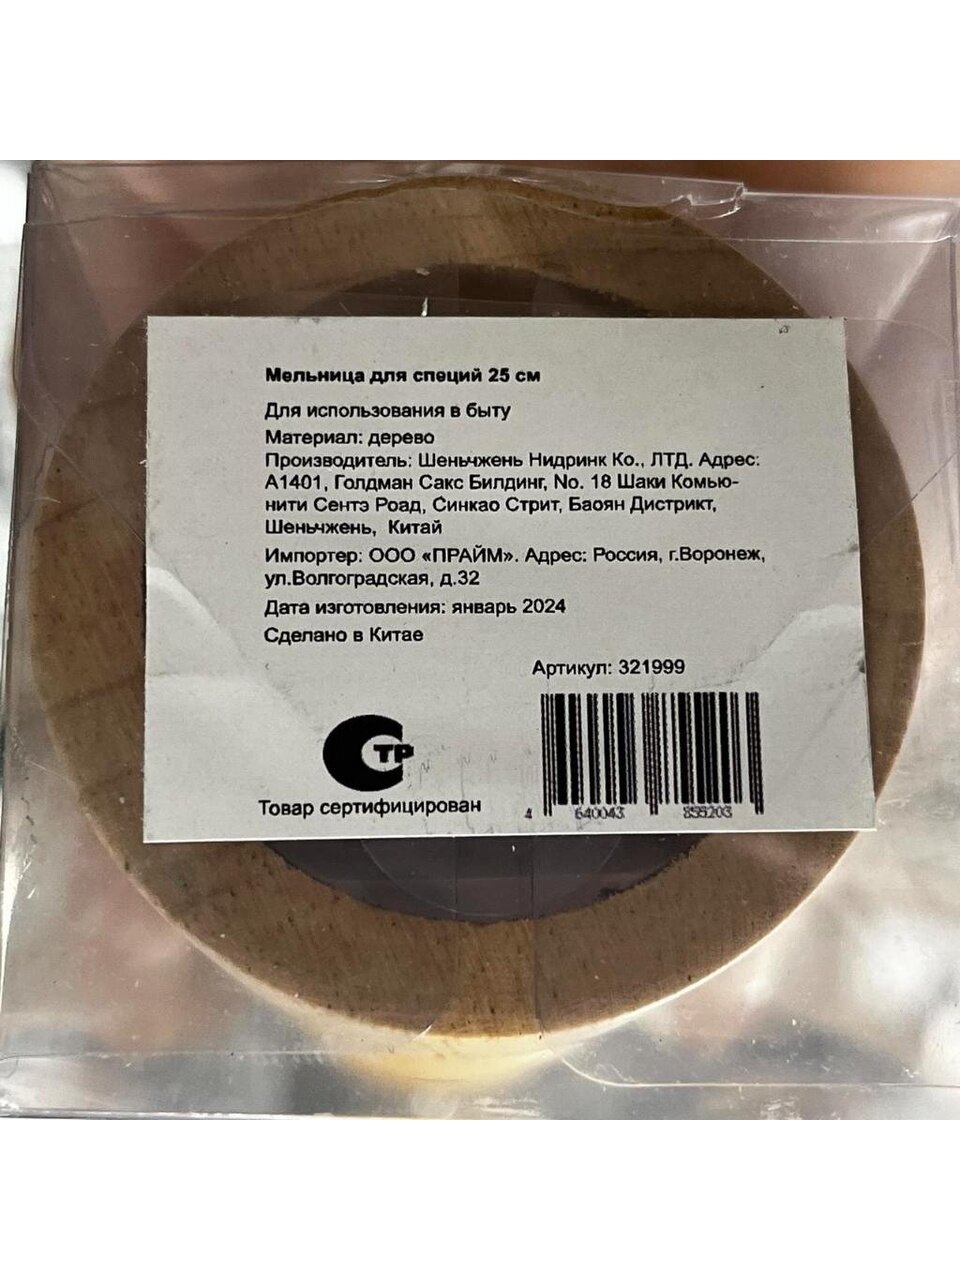 Мельница для специй 25 см
Для использования в быту
Материал: дерево
Производитель: Шеньчжень Нидринк Ко., ЛТД. Адрес:
А1401, Голдман Сакс Билдинг, No. 18 Шаки Комью-
нити Сентэ Роад, Синкао Стрит, Баоян Дистрикт,
Шеньчжень, Китай
Импортер: ООО «ПРАЙМ». Адрес: Россия, г.Воронеж,
ул.Волгоградская, д.32
Дата изготовления: январь 2024
Сделано в Китае
Артикул: 321999
СТР
Товар сертифицирован
4 640043 855203